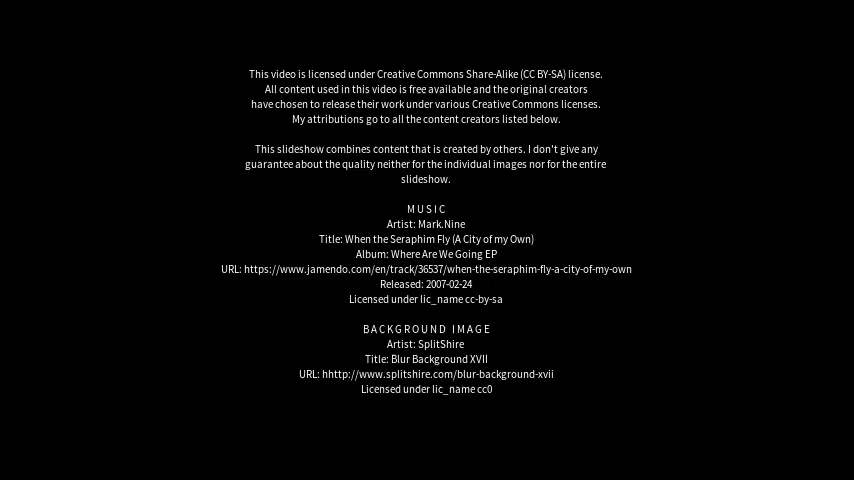 This video is licensed under Creative Commons Share-Alike (CC BY-SA) license.
All content used in this video is free available and the original creators
have chosen to release their work under various Creative Commons licenses.
My attributions go to all the content creators listed below.
This slideshow combines content that is created by others. I don't give any
guarantee about the quality neither for the individual images nor for the entire
slideshow.
MUSIC
Artist: Mark.Nine
Title: When the Seraphim Fly (A City of my Own)
Album: Where Are We Going EP
URL: https://www.jamendo.com/en/track/36537/when-the-seraphim-fly-a-city-of-my-own
Released: 2007-02-24
Licensed under lic_name cc-by-sa
BACKGROUND IMAGE
Artist: SplitShire
Title: Blur Background XVII
URL: hhttp://www.splitshire.com/blur-background-xvii
Licensed under lic_name cc0